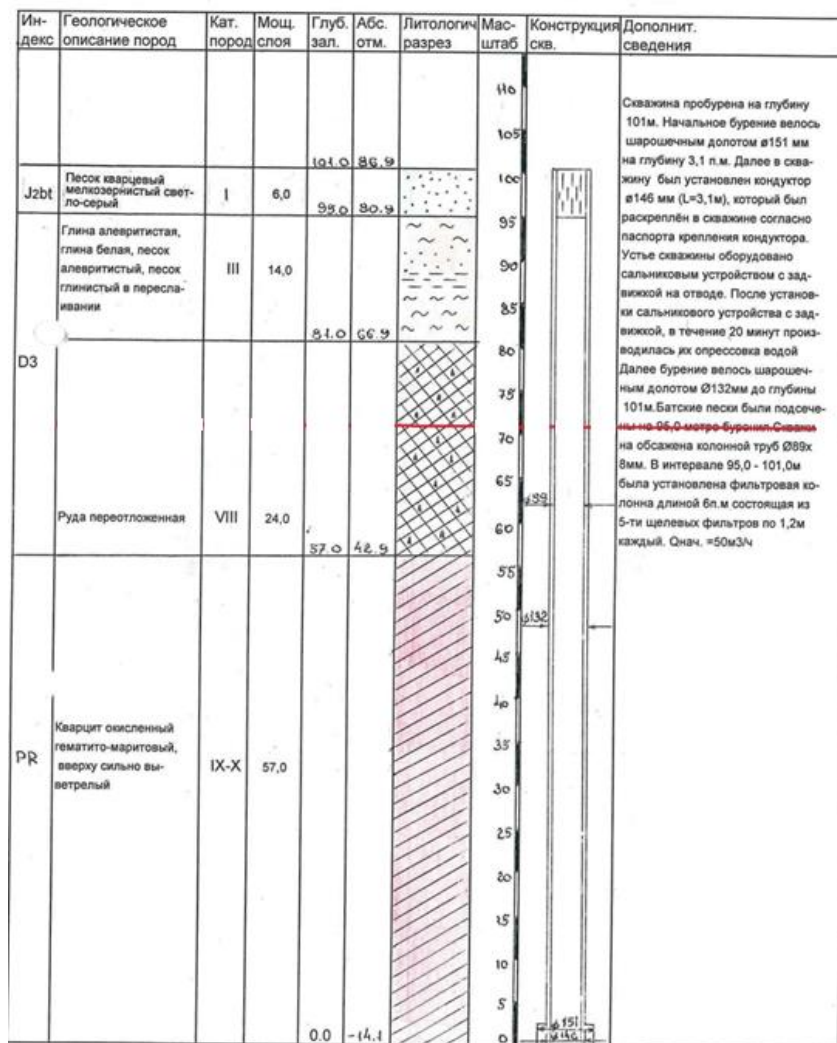 Ин-
декс
Геологическое
описание пород
Кат.
пород
Мощ.
слоя
Глуб.
зал.
Абс.
отм.
Литологич
разрез
Мас-
штаб
Конструкция
скв.
Дополнит.
сведения
101.0 86.9
J2bt
Песок кварцевый
мелкозернистый свет-
ло-серый
I
6,0
95.0 80.9
Глина алевритистая,
глина белая, песок
алевритистый, песок
глинистый в пересла-
ивании
III
14,0
81.0 66.9
D3
Руда переотложенная
VIII
24,0
57.0 42.9
PR
Кварцит окисленный
гематито-маритовый,
вверху сильно вы-
ветрелый
IX-X
57,0
0.0 -14.1
110
105
100
95
90
85
80
75
70
65
60
55
50
45
40
35
30
25
20
15
10
5
0
ø89
ø132
ø151
ø146
Скважина пробурена на глубину
101м. Начальное бурение велось
шарошечным долотом ø151 мм
на глубину 3,1 п.м. Далее в сква-
жину был установлен кондуктор
ø146 мм (L=3,1м), который был
раскреплён в скважине согласно
паспорта крепления кондуктора.
Устье скважины оборудовано
сальниковым устройством с зад-
вижкой на отводе. После установ-
ки сальникового устройства с зад-
вижкой, в течение 20 минут произ-
водилась их опрессовка водой
Далее бурение велось шарошеч-
ным долотом Ø132мм до глубины
101м.Батские пески были подсече-
ны на 95,0 метре бурения.Скважи-
на обсажена колонной труб Ø89х
8мм. В интервале 95,0 - 101,0м
была установлена фильтровая ко-
лонна длиной 6п.м состоящая из
5-ти щелевых фильтров по 1,2м
каждый. Qнач. =50м3/ч